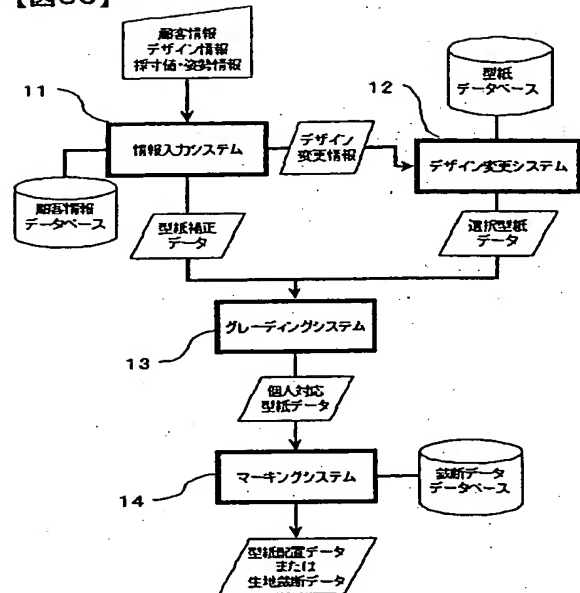 顧客情報
デザイン情報
採寸値・姿勢情報
型紙
データベース
11
12
情報入力システム
デザイン
変更情報
デザイン変更システム
顧客情報
データベース
型紙補正
データ
選択型紙
データ
グレーディングシステム
13
個人対応
型紙データ
マーキングシステム
14
裁断データ
データベース
型紙配置データ
または
生地裁断データ